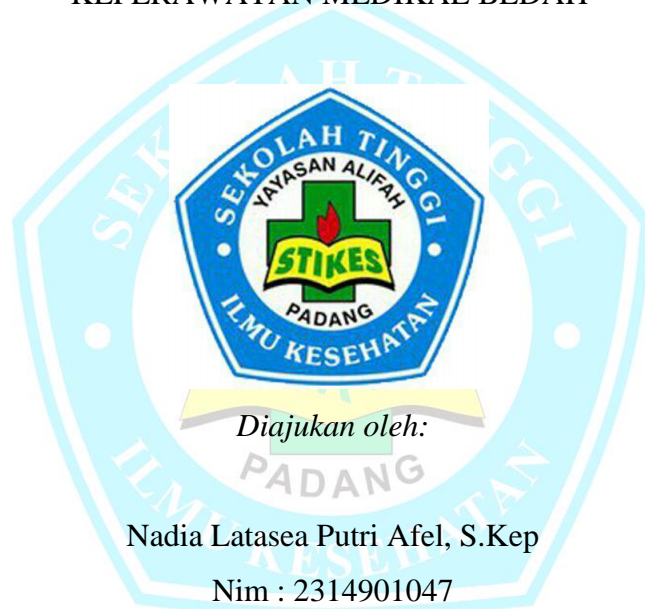 KEPERAWATAN MEDIKAL BEDAH
SEKOLAH TINGGI
YAYASAN ALIFAH
STIKES
PADANG
ILMU KESEHATAN
Diajukan oleh:
PADANG
Nadia Latasea Putri Afel, S.Kep
Nim : 2314901047